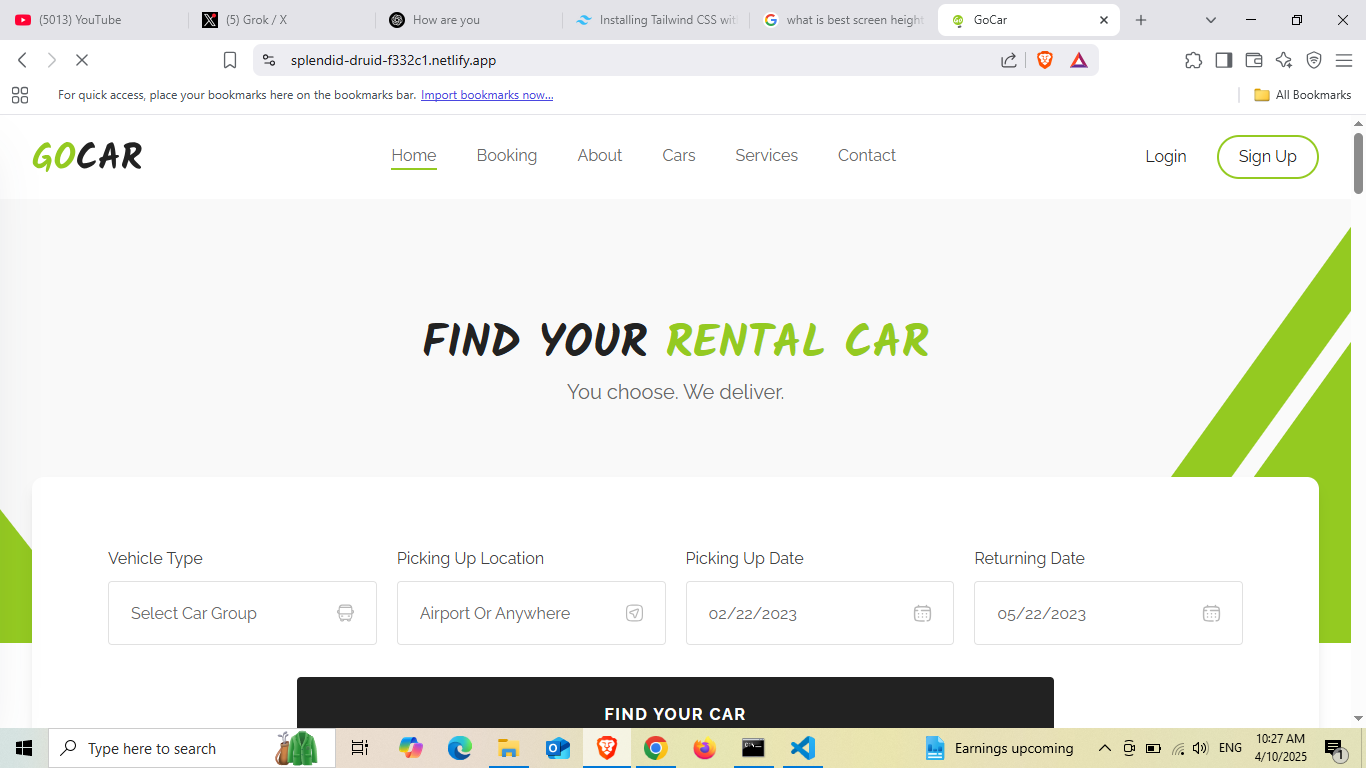 (5013) YouTube
(5) Grok / X
How are you
Installing Tailwind CSS wit
what is best screen height
GoCar
splendid-druid-f332c1.netlify.app
For quick access, place your bookmarks here on the bookmarks bar. Import bookmarks now...
All Bookmarks
GOCAR
Home
Booking
About
Cars
Services
Contact
Login
Sign Up
FIND YOUR RENTAL CAR
You choose. We deliver.
Vehicle Type
Picking Up Location
Picking Up Date
Returning Date
Select Car Group
Airport Or Anywhere
02/22/2023
05/22/2023
FIND YOUR CAR
Type here to search
Earnings upcoming
ENG
10:27 AM
4/10/2025
1